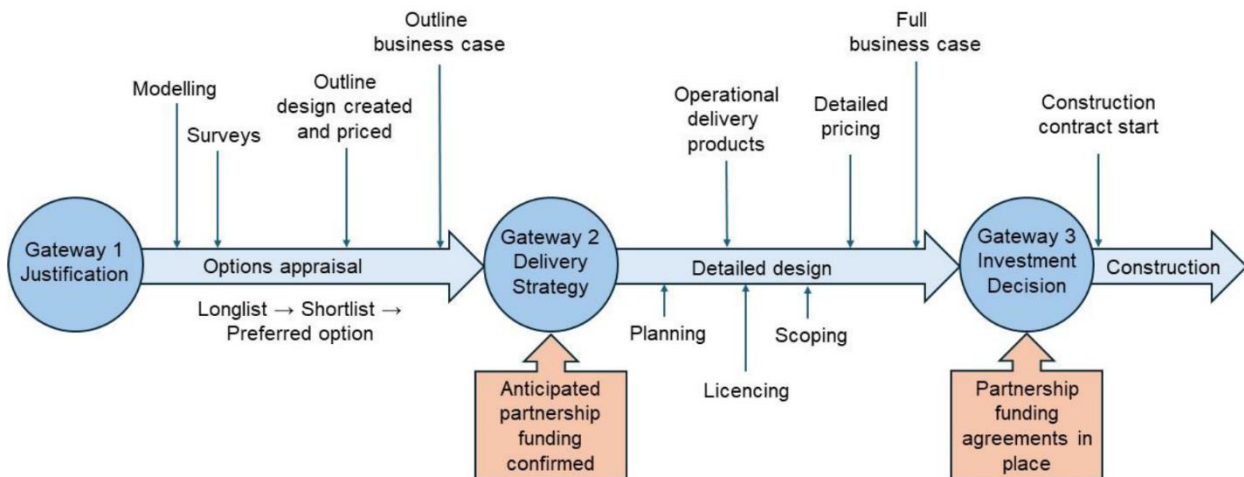 Outline
business case
Full
business case
Modelling
Outline
design created
and priced
Surveys
Operational
delivery
products
Detailed
pricing
Construction
contract start
Gateway 1
Justification
Options appraisal
Gateway 2
Delivery
Strategy
Detailed design
Gateway 3
Investment
Decision
Construction
Longlist → Shortlist →
Preferred option
Planning
Licencing
Scoping
Anticipated
partnership
funding
confirmed
Partnership
funding
agreements in
place